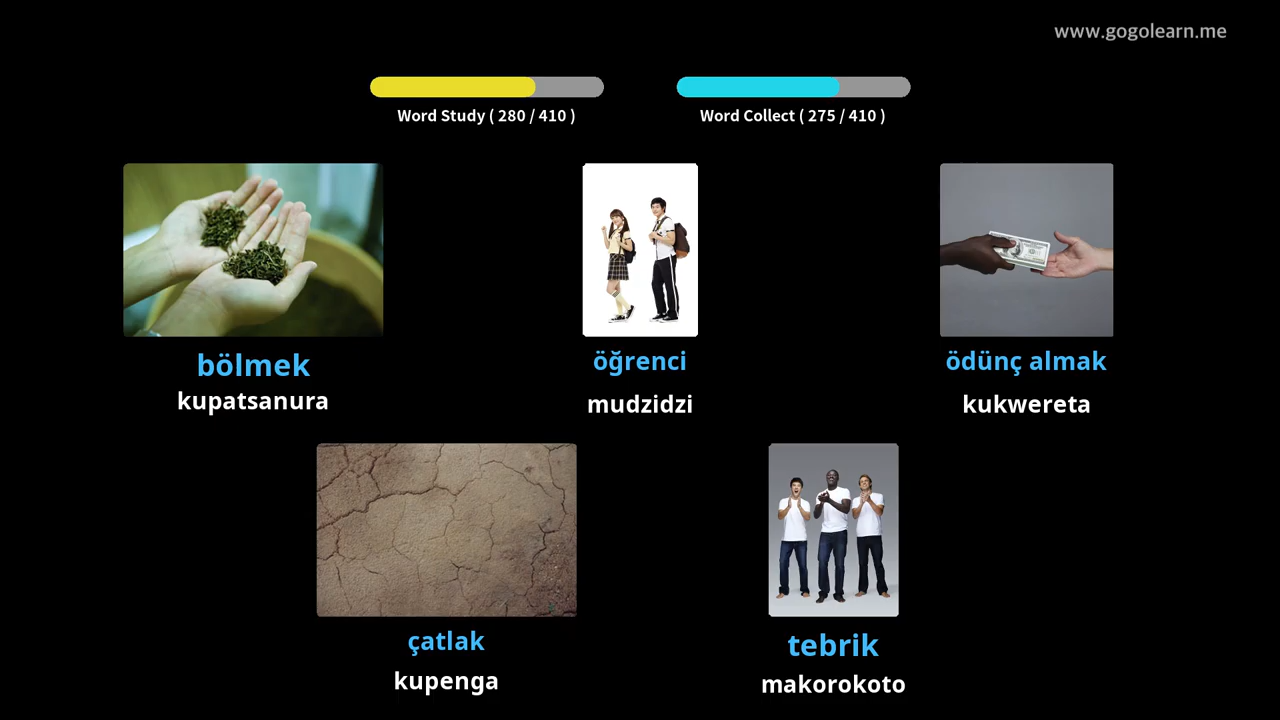 www.gogolearn.me
Word Study ( 280 / 410 )
Word Collect ( 275 / 410 )
bölmek
kupatsanura
öğrenci
mudzidzi
ödünç almak
kukwereta
çatlak
kupenga
tebrik
makorokoto